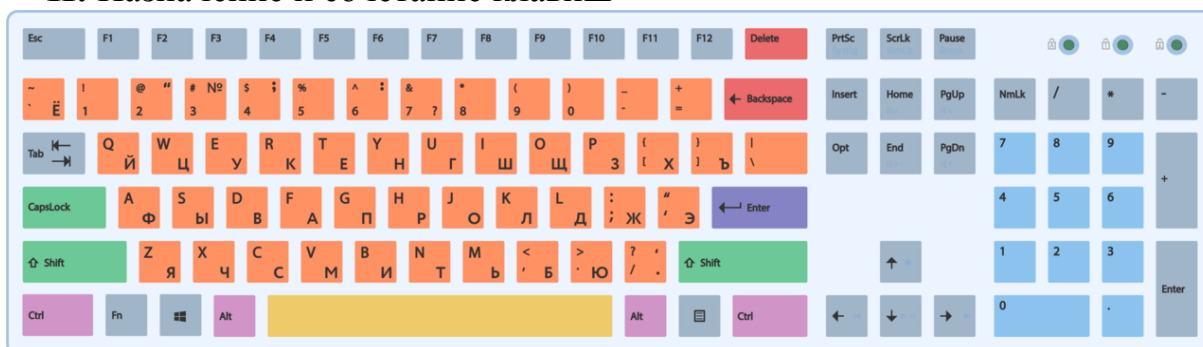 Esc F1 F2 F3 F4 F5 F6 F7 F8 F9 F10 F11 F12 Delete PrtSc ScrLk Pause
~ ` Ё ! 1 @ " 2 # № 3 $ ; 4 % 5 ^ : 6 & 7 ? * 8 ( 9 ) 0 _ - + = ← Backspace Insert Home PgUp NmLk / * -
Tab Q Й W Ц E У R К T Е Y Н U Г I Ш O Щ P З { [ Х } ] Ъ | \ Opt End PgDn 7 8 9 +
CapsLock A Ф S Ы D В F А G П H Р J О K Л L Д : ; Ж " ' Э Enter 4 5 6
⇧ Shift Z Я X Ч C С V М B И N Т M Ь < ' Б > . Ю ? ‘ / . ⇧ Shift ↑ 1 2 3 Enter
Ctrl Fn Alt Alt Ctrl ← ↓ → 0 .